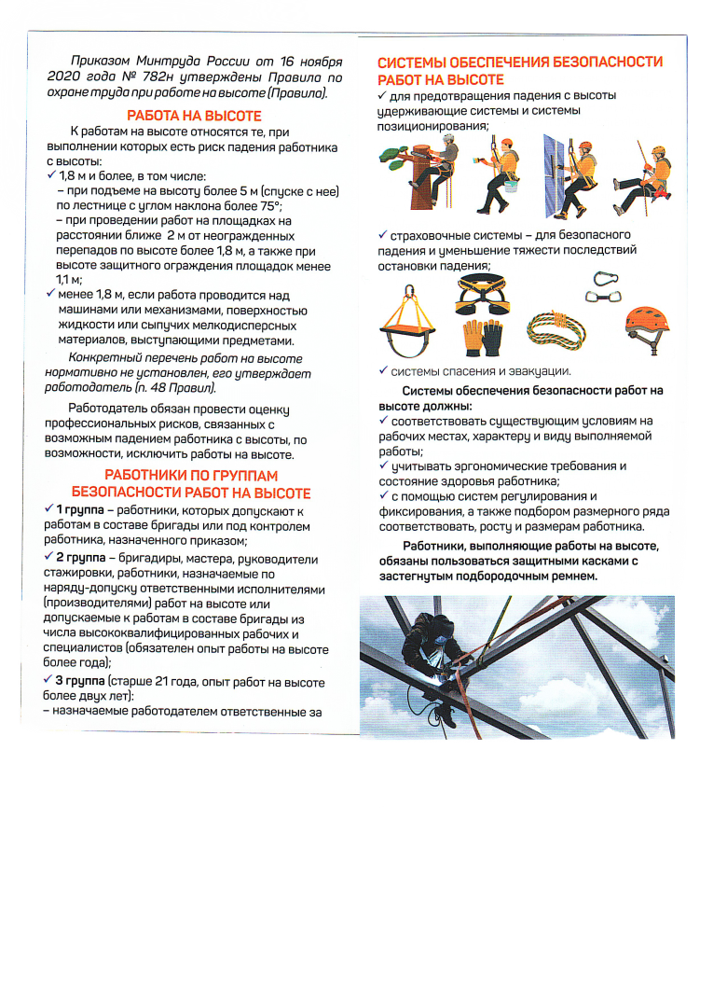 Приказом Минтруда России от 16 ноября
2020 года № 782н утверждены Правила по
охране труда при работе на высоте (Правила).
РАБОТА НА ВЫСОТЕ
К работам на высоте относятся те, при
выполнении которых есть риск падения работника
с высоты:
✓ 1,8 м и более, в том числе:
– при подъеме на высоту более 5 м (спуске с нее)
по лестнице с углом наклона более 75°;
– при проведении работ на площадках на
расстоянии ближе 2 м от неогражденных
перепадов по высоте более 1,8 м, а также при
высоте защитного ограждения площадок менее
1,1 м;
✓ менее 1,8 м, если работа проводится над
машинами или механизмами, поверхностью
жидкости или сыпучих мелкодисперсных
материалов, выступающими предметами.
Конкретный перечень работ на высоте
нормативно не установлен, его утверждает
работодатель (п. 48 Правил).
Работодатель обязан провести оценку
профессиональных рисков, связанных с
возможным падением работника с высоты, по
возможности, исключить работы на высоте.
РАБОТНИКИ ПО ГРУППАМ
БЕЗОПАСНОСТИ РАБОТ НА ВЫСОТЕ
✓ 1 группа – работники, которых допускают к
работам в составе бригады или под контролем
работника, назначенного приказом;
✓ 2 группа – бригадиры, мастера, руководители
стажировки, работники, назначаемые по
наряду-допуску ответственными исполнителями
(производителями) работ на высоте или
допускаемые к работам в составе бригады из
числа высококвалифицированных рабочих и
специалистов (обязателен опыт работы на высоте
более года);
✓ 3 группа (старше 21 года, опыт работ на высоте
более двух лет):
– назначаемые работодателем ответственные за
СИСТЕМЫ ОБЕСПЕЧЕНИЯ БЕЗОПАСНОСТИ
РАБОТ НА ВЫСОТЕ
✓ для предотвращения падения с высоты
удерживающие системы и системы
позиционирования;
✓ страховочные системы – для безопасного
падения и уменьшение тяжести последствий
остановки падения;
✓ системы спасения и эвакуации.
Системы обеспечения безопасности работ на
высоте должны:
✓ соответствовать существующим условиям на
рабочих местах, характеру и виду выполняемой
работы;
✓ учитывать эргономические требования и
состояние здоровья работника;
✓ с помощью систем регулирования и
фиксирования, а также подбором размерного ряда
соответствовать, росту и размерам работника.
Работники, выполняющие работы на высоте,
обязаны пользоваться защитными касками с
застегнутым подбородочным ремнем.